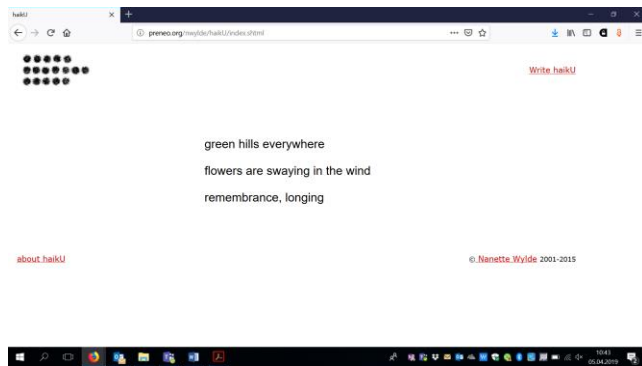 haikU
preneo.org/nwylde/haikU/index.shtml
Write haikU
green hills everywhere
flowers are swaying in the wind
remembrance, longing
about haikU
© Nanette Wylde 2001-2015
10:43
05.04.2019